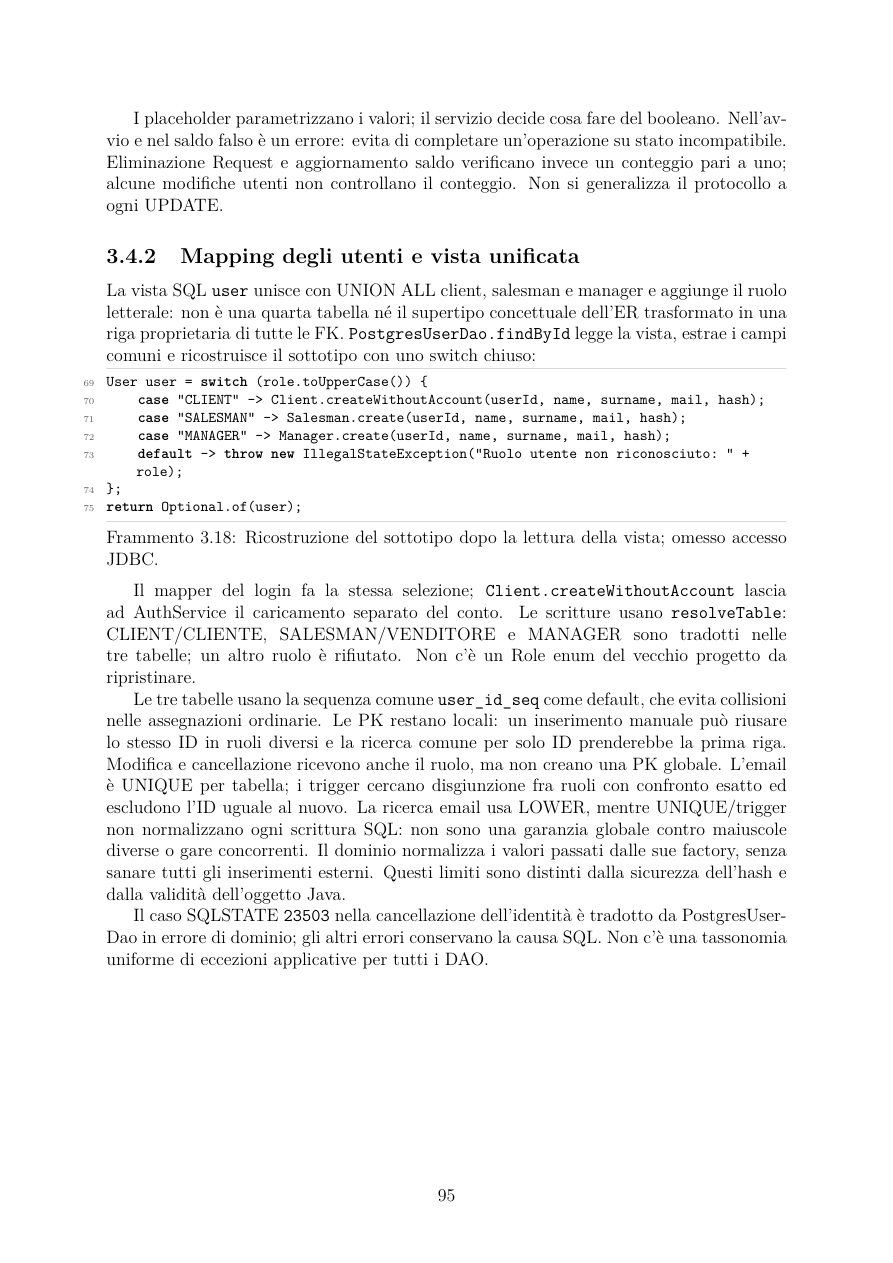 I placeholder parametrizzano i valori; il servizio decide cosa fare del booleano. Nell'av-
vio e nel saldo falso è un errore: evita di completare un'operazione su stato incompatibile.
Eliminazione Request e aggiornamento saldo verificano invece un conteggio pari a uno;
alcune modifiche utenti non controllano il conteggio. Non si generalizza il protocollo a
ogni UPDATE.
3.4.2 Mapping degli utenti e vista unificata
La vista SQL user unisce con UNION ALL client, salesman e manager e aggiunge il ruolo
letterale: non è una quarta tabella né il supertipo concettuale dell'ER trasformato in una
riga proprietaria di tutte le FK. PostgresUserDao.findById legge la vista, estrae i campi
comuni e ricostruisce il sottotipo con uno switch chiuso:
69 User user = switch (role.toUpperCase()) {
70 case "CLIENT" -> Client.createWithoutAccount(userId, name, surname, mail, hash);
71 case "SALESMAN" -> Salesman.create(userId, name, surname, mail, hash);
72 case "MANAGER" -> Manager.create(userId, name, surname, mail, hash);
73 default -> throw new IllegalStateException("Ruolo utente non riconosciuto: " +
role);
74 };
75 return Optional.of(user);
Frammento 3.18: Ricostruzione del sottotipo dopo la lettura della vista; omesso accesso
JDBC.
Il mapper del login fa la stessa selezione; Client.createWithoutAccount lascia
ad AuthService il caricamento separato del conto. Le scritture usano resolveTable:
CLIENT/CLIENTE, SALESMAN/VENDITORE e MANAGER sono tradotti nelle
tre tabelle; un altro ruolo è rifiutato. Non c'è un Role enum del vecchio progetto da
ripristinare.
Le tre tabelle usano la sequenza comune user_id_seq come default, che evita collisioni
nelle assegnazioni ordinarie. Le PK restano locali: un inserimento manuale può riusare
lo stesso ID in ruoli diversi e la ricerca comune per solo ID prenderebbe la prima riga.
Modifica e cancellazione ricevono anche il ruolo, ma non creano una PK globale. L'email
è UNIQUE per tabella; i trigger cercano disgiunzione fra ruoli con confronto esatto ed
escludono l'ID uguale al nuovo. La ricerca email usa LOWER, mentre UNIQUE/trigger
non normalizzano ogni scrittura SQL: non sono una garanzia globale contro maiuscole
diverse o gare concorrenti. Il dominio normalizza i valori passati dalle sue factory, senza
sanare tutti gli inserimenti esterni. Questi limiti sono distinti dalla sicurezza dell'hash e
dalla validità dell'oggetto Java.
Il caso SQLSTATE 23503 nella cancellazione dell'identità è tradotto da PostgresUser-
Dao in errore di dominio; gli altri errori conservano la causa SQL. Non c'è una tassonomia
uniforme di eccezioni applicative per tutti i DAO.
95